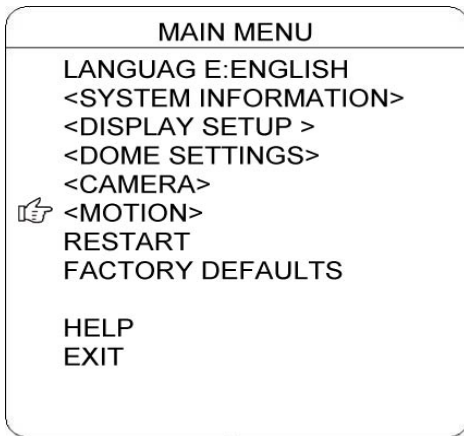 MAIN MENU
LANGUAG E:ENGLISH
<SYSTEM INFORMATION>
<DISPLAY SETUP >
<DOME SETTINGS>
<CAMERA>
<MOTION>
RESTART
FACTORY DEFAULTS
HELP
EXIT